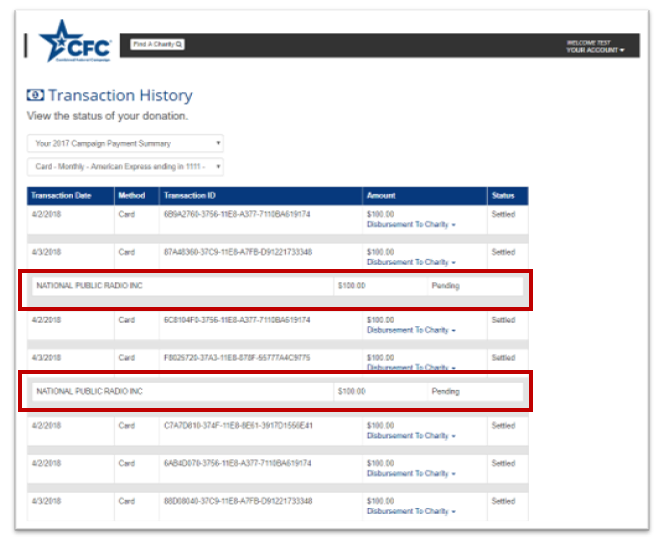 CFC
Combined Federal Campaign
Find A Charity
WELCOME TEST
YOUR ACCOUNT
Transaction History
View the status of your donation.
Your 2017 Campaign Payment Summary
Card - Monthly - American Express ending in 1111 -
Transaction Date Method Transaction ID Amount Status
4/2/2018 Card 6B9A2760-3756-11E8-A377-7110BA619174 $100.00 Settled
Disbursement To Charity
4/3/2018 Card 87A48360-37C9-11E8-A7FB-D91221733348 $100.00 Settled
Disbursement To Charity
NATIONAL PUBLIC RADIO INC $100.00 Pending
4/2/2018 Card 6C8104F0-3756-11E8-A377-7110BA619174 $100.00 Settled
Disbursement To Charity
4/3/2018 Card F8025720-37A3-11E8-878F-55777A4C9775 $100.00 Settled
Disbursement To Charity
NATIONAL PUBLIC RADIO INC $100.00 Pending
4/2/2018 Card C7A7D810-374F-11E8-8E61-3917D1556E41 $100.00 Settled
Disbursement To Charity
4/2/2018 Card 6AB4D070-3756-11E8-A377-7110BA619174 $100.00 Settled
Disbursement To Charity
4/3/2018 Card 88D08040-37C9-11E8-A7FB-D91221733348 $100.00 Settled
Disbursement To Charity